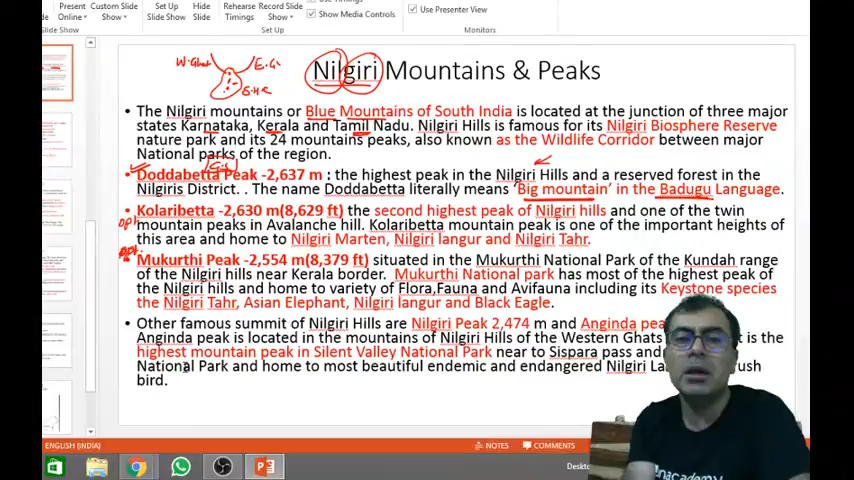 Present Online
Custom Slide Show
Set Up Slide Show
Hide Slide
Rehearse Timings
Record Slide Show
Show Media Controls
Use Presenter View
Slide Show
Set Up
Monitors
W.Ghat
E.G.
S.H.C
Nilgiri Mountains & Peaks
• The Nilgiri mountains or Blue Mountains of South India is located at the junction of three major
states Karnataka, Kerala and Tamil Nadu. Nilgiri Hills is famous for its Nilgiri Biosphere Reserve
nature park and its 24 mountains peaks, also known as the Wildlife Corridor between major
National parks of the region.
• Doddabetta Peak -2,637 m : the highest peak in the Nilgiri Hills and a reserved forest in the
Nilgiris District. . The name Doddabetta literally means 'Big mountain' in the Badugu Language.
• Kolaribetta -2,630 m(8,629 ft) the second highest peak of Nilgiri hills and one of the twin
mountain peaks in Avalanche hill. Kolaribetta mountain peak is one of the important heights of
this area and home to Nilgiri Marten, Nilgiri langur and Nilgiri Tahr.
• Mukurthi Peak -2,554 m(8,379 ft) situated in the Mukurthi National Park of the Kundah range
of the Nilgiri hills near Kerala border. Mukurthi National park has most of the highest peak of
the Nilgiri hills and home to variety of Flora,Fauna and Avifauna including its Keystone species
the Nilgiri Tahr, Asian Elephant, Nilgiri langur and Black Eagle.
• Other famous summit of Nilgiri Hills are Nilgiri Peak 2,474 m and Anginda pea
Anginda peak is located in the mountains of Nilgiri Hills of the Western Ghats is the
highest mountain peak in Silent Valley National Park near to Sispara pass and
National Park and home to most beautiful endemic and endangered Nilgiri La ush
bird.
nacademy
ENGLISH (INDIA)
NOTES
COMMENTS
Deskto